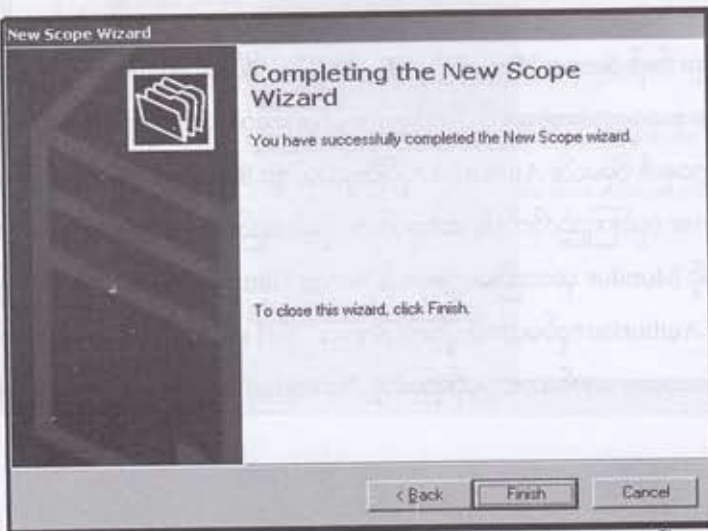 New Scope Wizard
Completing the New Scope
Wizard
You have successfully completed the New Scope wizard.
To close this wizard, click Finish.
< Back
Finish
Cancel